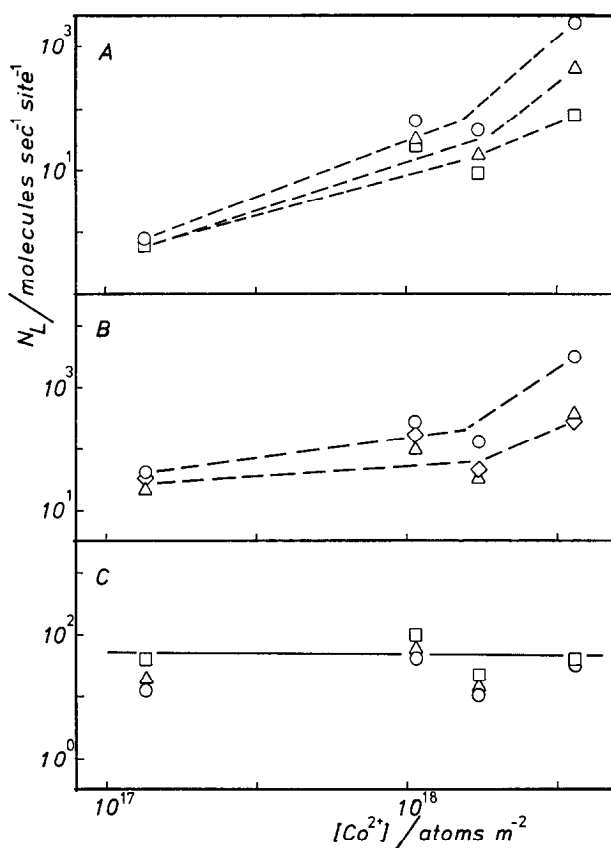 A
10³
10¹
B
10³
10¹
N_L / molecules sec⁻¹ site⁻¹
C
10²
10⁰
10¹⁷
10¹⁸
[Co²⁺] / atoms m⁻²